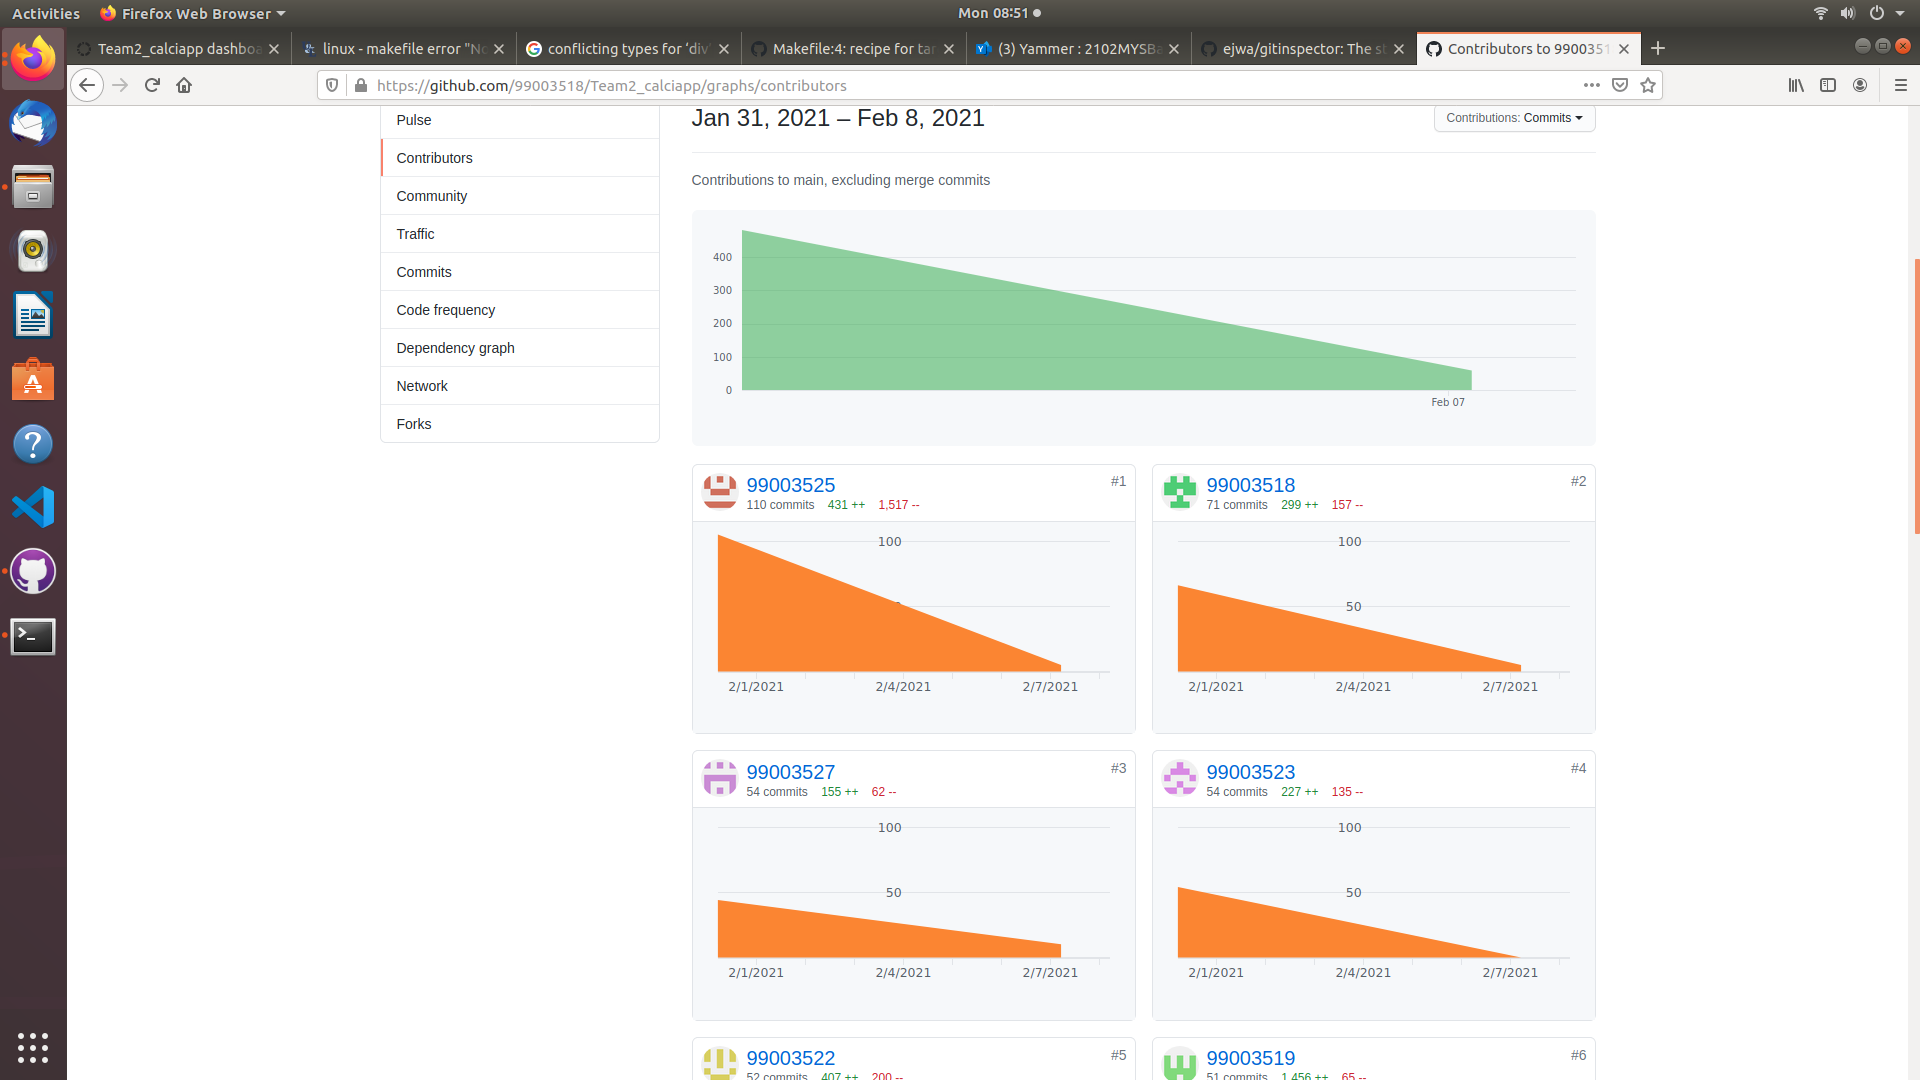 Activities
Firefox Web Browser
Mon 08:51
Team2_calciapp dashboa
linux - makefile error "No
conflicting types for ‘div’
Makefile:4: recipe for tar
(3) Yammer : 2102MYSBa
ejwa/gitinspector: The st
Contributors to 9900351
https://github.com/99003518/Team2_calciapp/graphs/contributors
Pulse
Contributors
Community
Traffic
Commits
Code frequency
Dependency graph
Network
Forks
Jan 31, 2021 – Feb 8, 2021
Contributions: Commits
Contributions to main, excluding merge commits
400
300
200
100
0
Feb 07
99003525
#1
110 commits 431 ++ 1,517 --
100
2/1/2021 2/4/2021 2/7/2021
99003518
#2
71 commits 299 ++ 157 --
100
50
2/1/2021 2/4/2021 2/7/2021
99003527
#3
54 commits 155 ++ 62 --
100
50
2/1/2021 2/4/2021 2/7/2021
99003523
#4
54 commits 227 ++ 135 --
100
50
2/1/2021 2/4/2021 2/7/2021
99003522
#5
52 commits 407 ++ 200 --
99003519
#6
51 commits 1,456 ++ 65 --